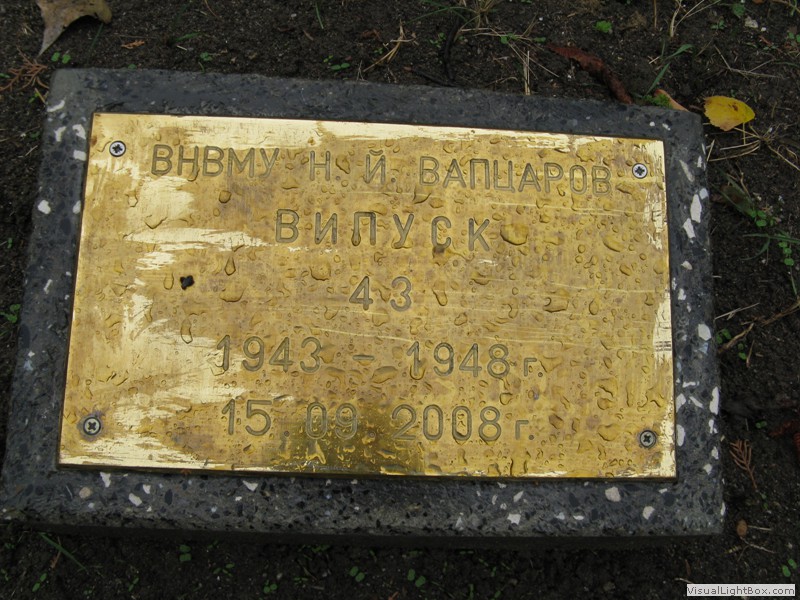 ВНВМУ Н. Й. ВАПЦАРОВ
ВИПУСК
43
1943 – 1948 г.
15. 09. 2008 г.
VisualLightBox.com